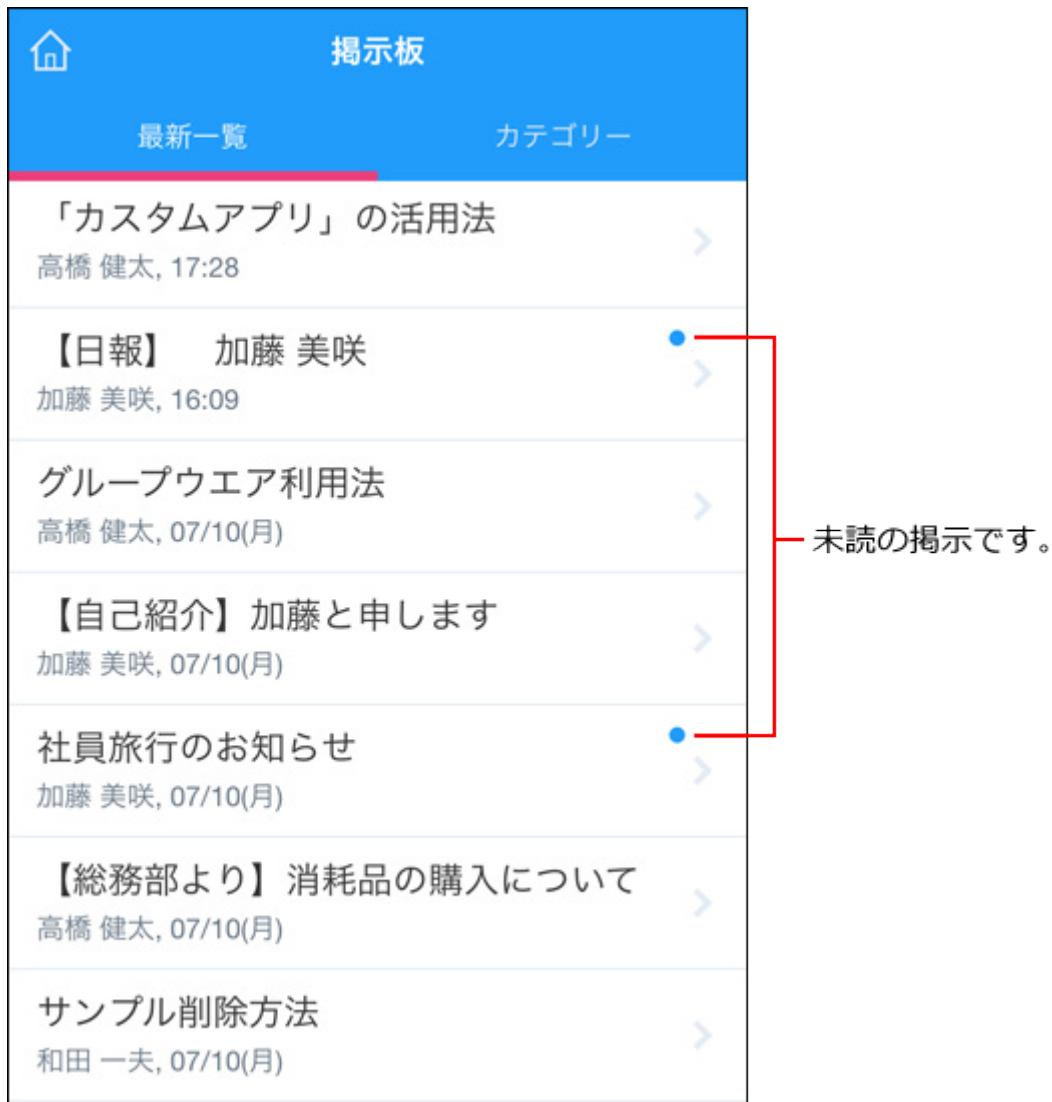 掲示板
最新一覧
カテゴリー
「カスタムアプリ」の活用法
高橋 健太, 17:28
【日報】　加藤 美咲
加藤 美咲, 16:09
グループウエア利用法
高橋 健太, 07/10(月)
【自己紹介】加藤と申します
加藤 美咲, 07/10(月)
未読の掲示です。
社員旅行のお知らせ
加藤 美咲, 07/10(月)
【総務部より】消耗品の購入について
高橋 健太, 07/10(月)
サンプル削除方法
和田 一夫, 07/10(月)